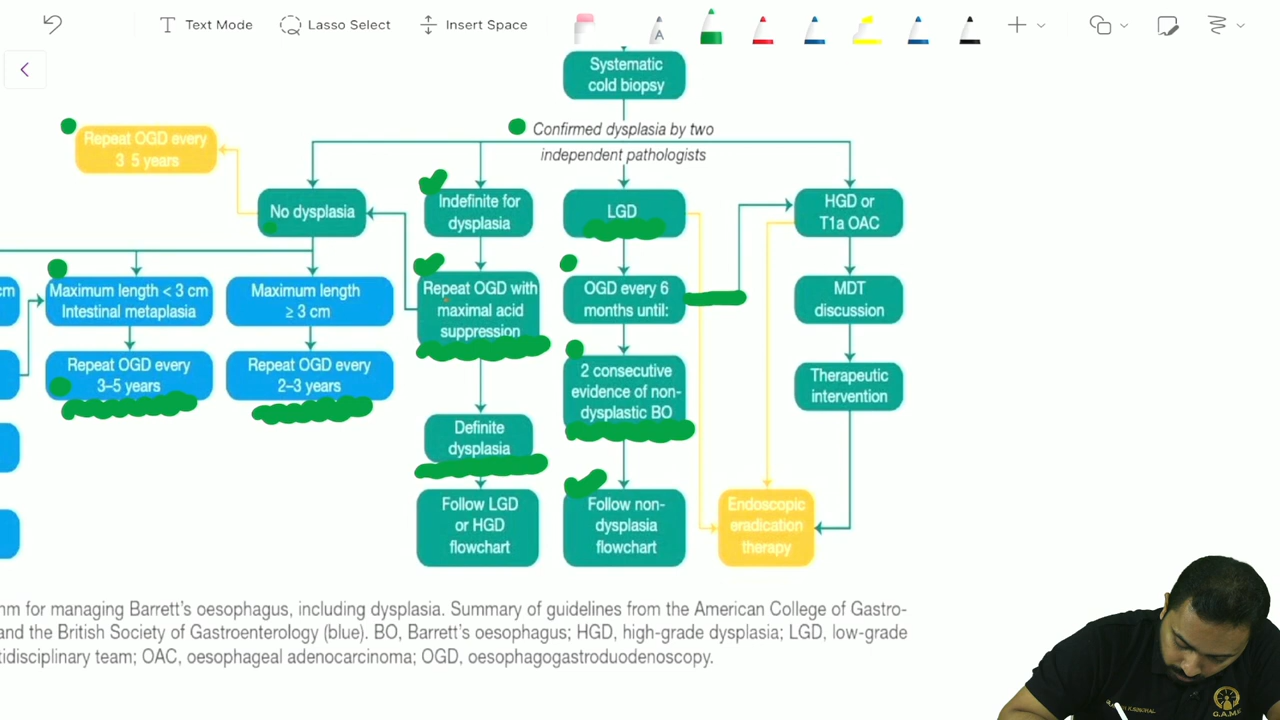 Text Mode
Lasso Select
Insert Space
A
Systematic
cold biopsy
Confirmed dysplasia by two
independent pathologists
Repeat OGD every
3 5 years
No dysplasia
Indefinite for
dysplasia
LGD
HGD or
T1a OAC
cm
Maximum length < 3 cm
Intestinal metaplasia
Maximum length
≥ 3 cm
Repeat OGD with
maximal acid
suppression
OGD every 6
months until:
MDT
discussion
Repeat OGD every
3–5 years
Repeat OGD every
2–3 years
2 consecutive
evidence of non-
dysplastic BO
Therapeutic
intervention
Definite
dysplasia
Follow LGD
or HGD
flowchart
Follow non-
dysplasia
flowchart
Endoscopic
eradication
therapy
hm for managing Barrett's oesophagus, including dysplasia. Summary of guidelines from the American College of Gastro-
and the British Society of Gastroenterology (blue). BO, Barrett's oesophagus; HGD, high-grade dysplasia; LGD, low-grade
tidisciplinary team; OAC, oesophageal adenocarcinoma; OGD, oesophagogastroduodenoscopy.